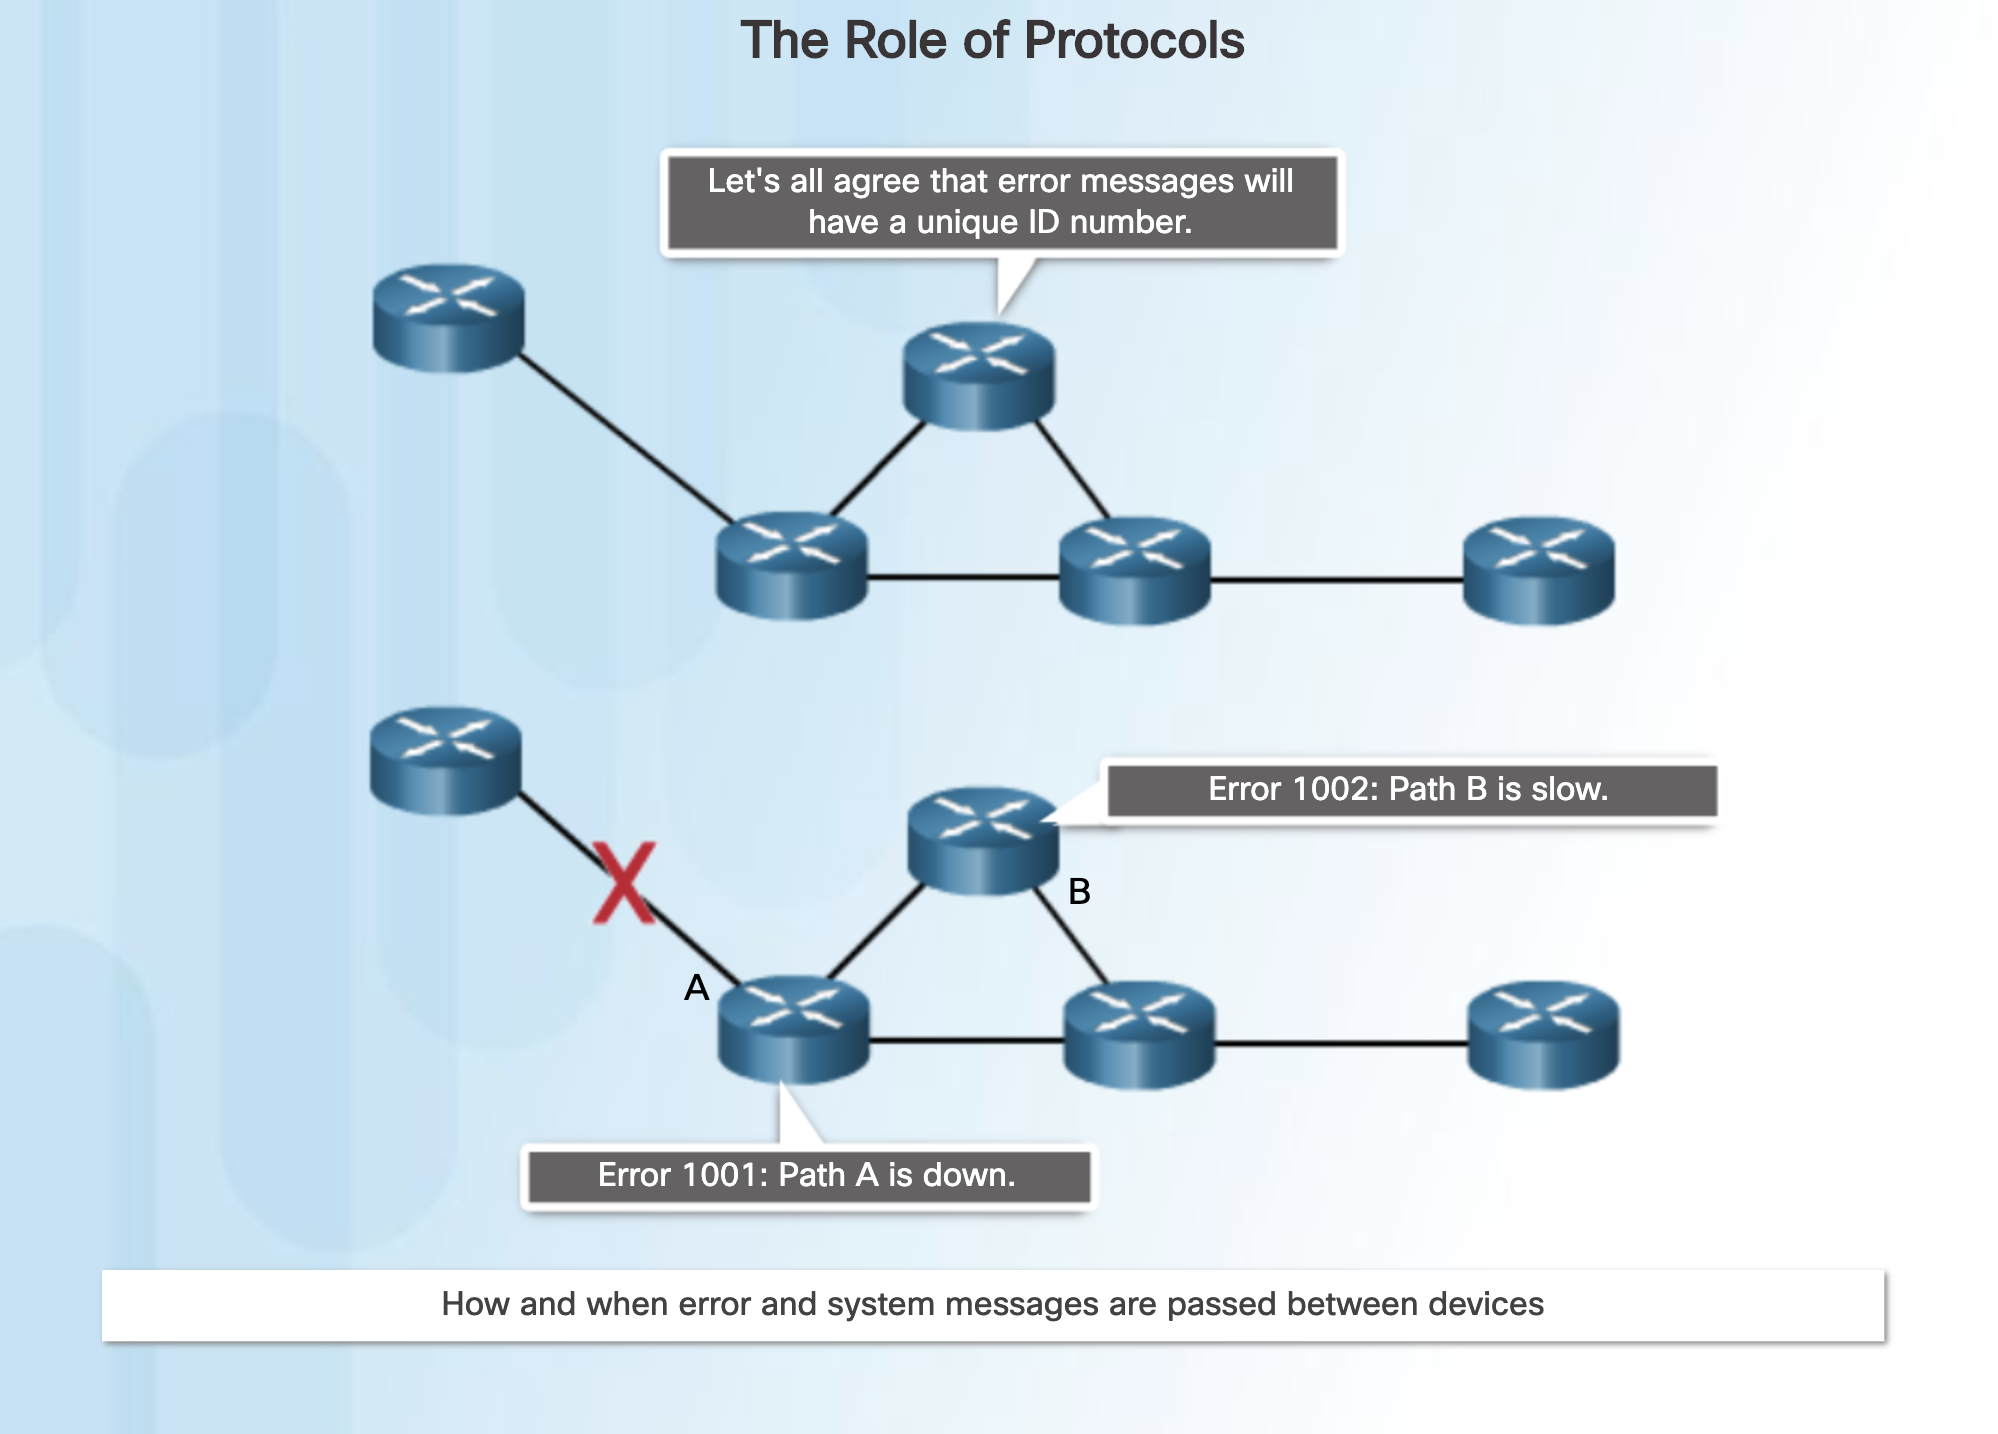 The Role of Protocols
Let's all agree that error messages will
have a unique ID number.
Error 1002: Path B is slow.
B
A
Error 1001: Path A is down.
How and when error and system messages are passed between devices